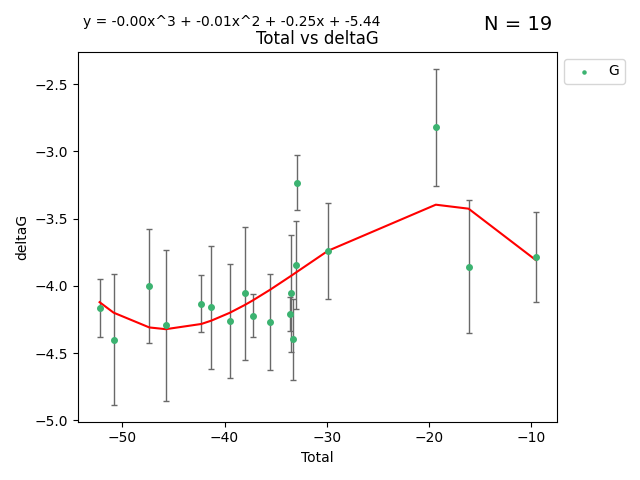 y = -0.00x^3 + -0.01x^2 + -0.25x + -5.44
N = 19
Total vs deltaG
G
deltaG
−2.5
−3.0
−3.5
−4.0
−4.5
−5.0
−50
−40
−30
−20
−10
Total